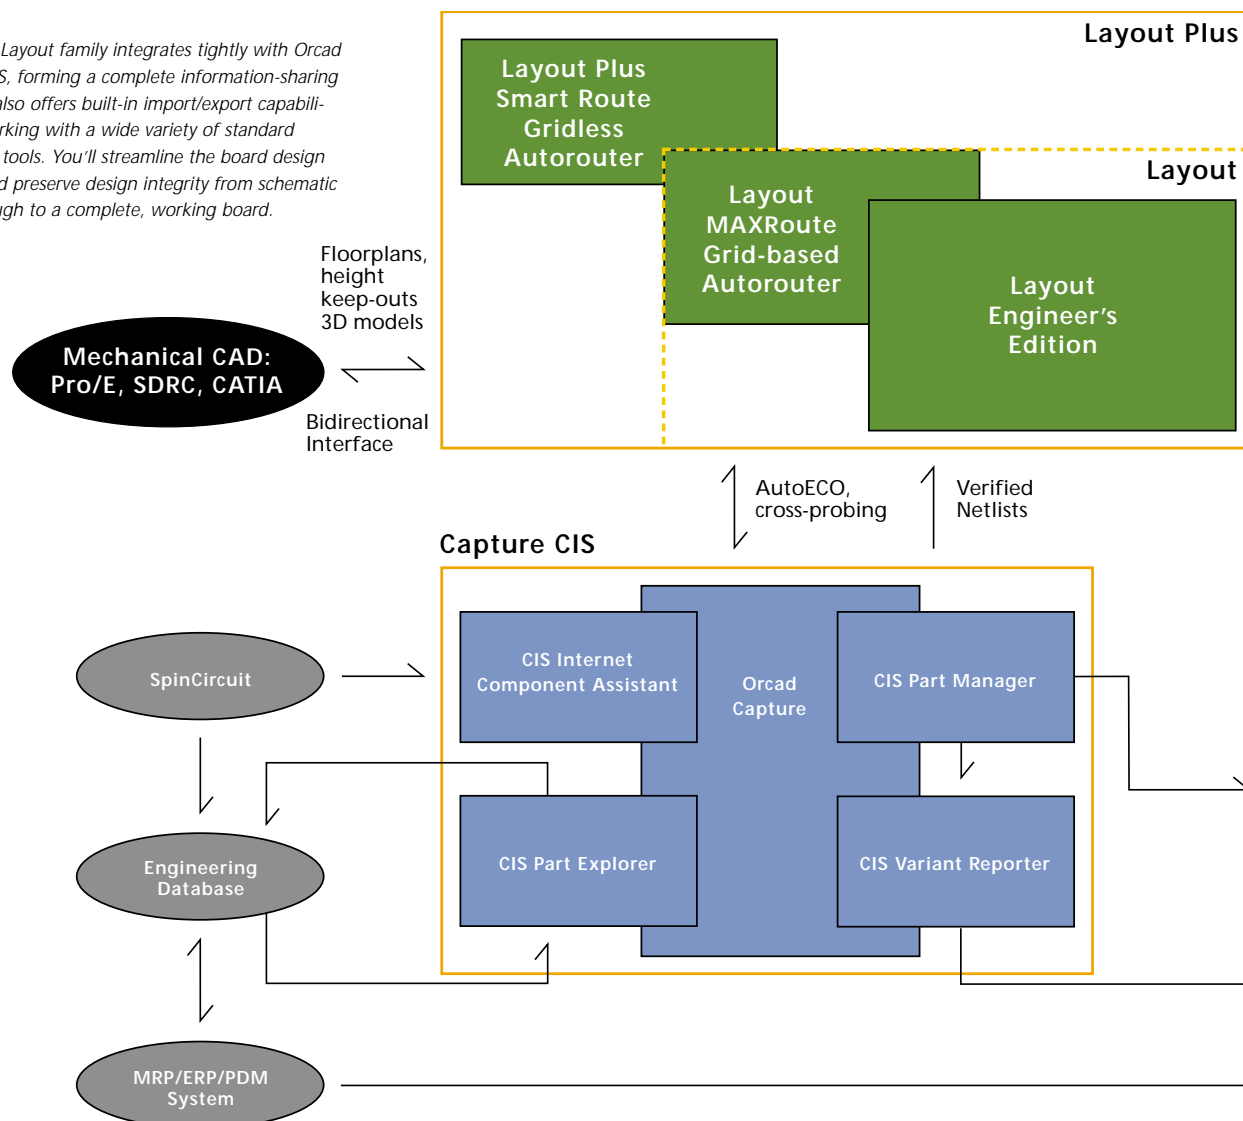 Layout family integrates tightly with Orcad
S, forming a complete information-sharing
also offers built-in import/export capabili-
rking with a wide variety of standard
tools. You'll streamline the board design
d preserve design integrity from schematic
ugh to a complete, working board.
Layout Plus
Layout Plus
Smart Route
Gridless
Autorouter
Layout
Layout
MAXRoute
Grid-based
Autorouter
Layout
Engineer's
Edition
Floorplans,
height
keep-outs
3D models
Mechanical CAD:
Pro/E, SDRC, CATIA
Bidirectional
Interface
AutoECO,
cross-probing
Verified
Netlists
Capture CIS
SpinCircuit
CIS Internet
Component Assistant
Orcad
Capture
CIS Part Manager
Engineering
Database
CIS Part Explorer
CIS Variant Reporter
MRP/ERP/PDM
System